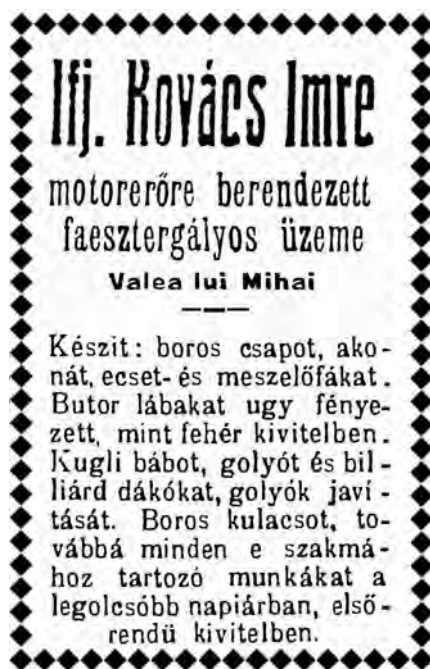 Ifj. Kovács Imre
motorerőre berendezett
faesztergályos üzeme
Valea lui Mihai
Készit: boros csapot, ako-
nát, ecset- és meszelőfákat.
Butor lábakat ugy fénye-
zett, mint fehér kivitelben.
Kugli bábot, golyót és bil-
liárd dákókat, golyók javi-
tását. Boros kulacsot, to-
vábbá minden e szakmá-
hoz tartozó munkákat a
legolcsóbb napiárban, első-
rendü kivitelben.